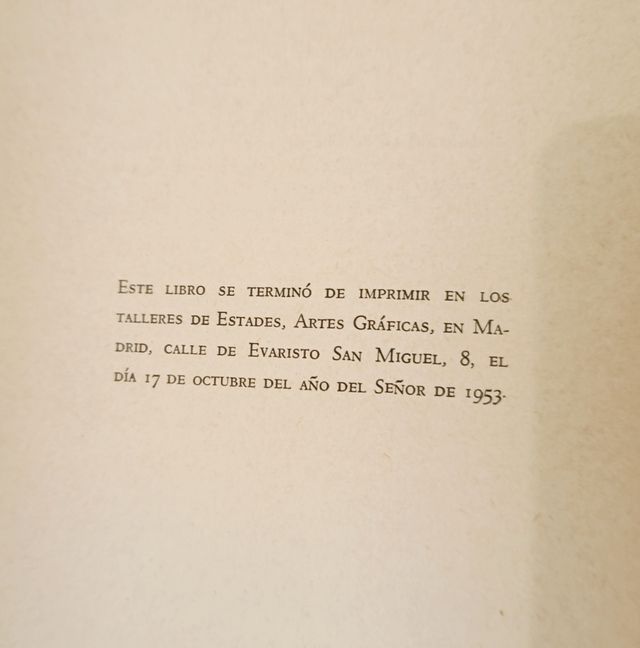 Este libro se terminó de imprimir en los
talleres de Estades, Artes Gráficas, en Ma-
drid, calle de Evaristo San Miguel, 8, el
día 17 de octubre del año del Señor de 1953.